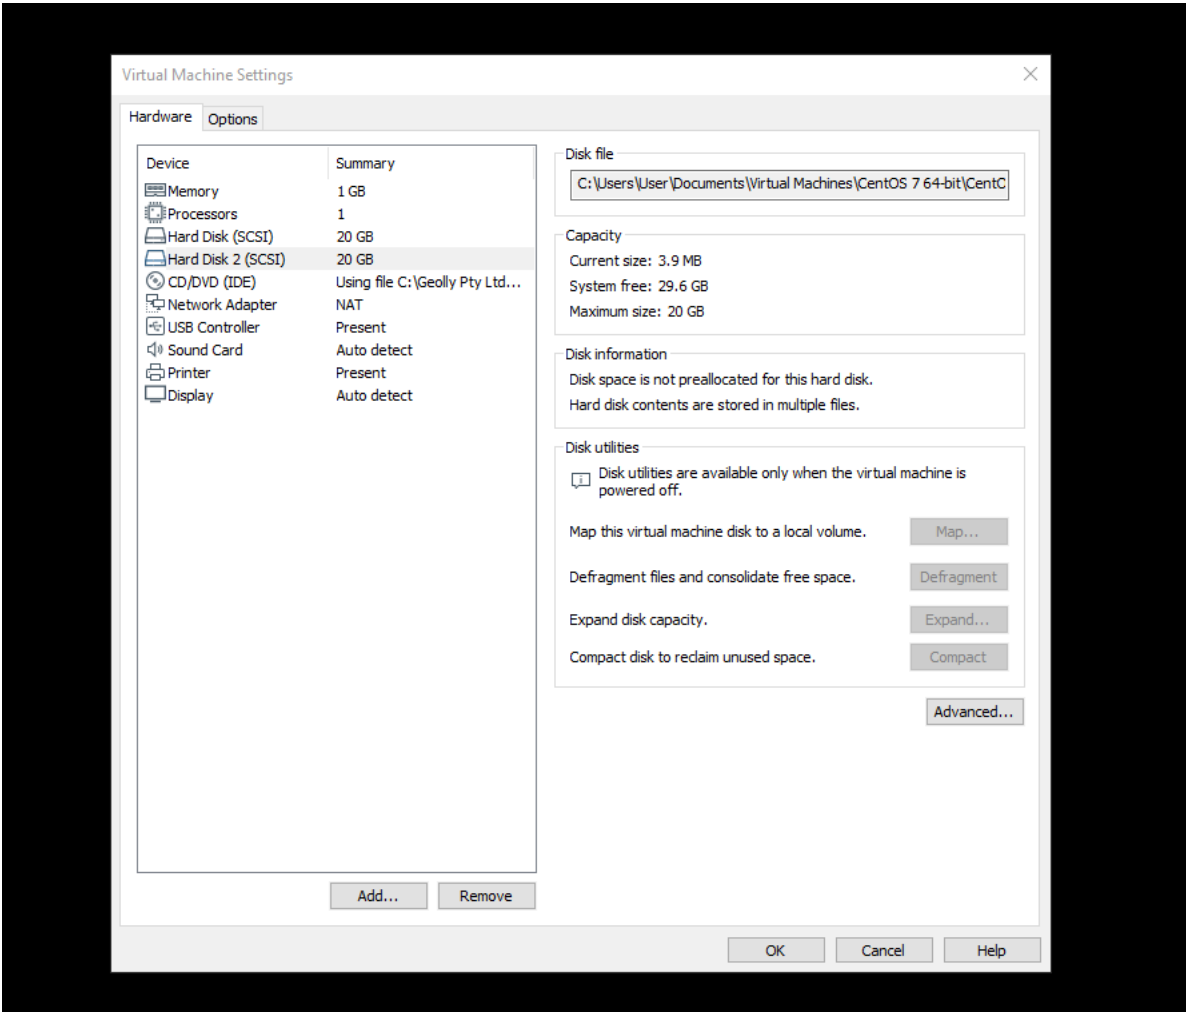 Virtual Machine Settings
Hardware
Options
Device Summary
Memory 1 GB
Processors 1
Hard Disk (SCSI) 20 GB
Hard Disk 2 (SCSI) 20 GB
CD/DVD (IDE) Using file C:\Geolly Pty Ltd...
Network Adapter NAT
USB Controller Present
Sound Card Auto detect
Printer Present
Display Auto detect
Add...
Remove
Disk file
C:\Users\User\Documents\Virtual Machines\CentOS 7 64-bit\CentO
Capacity
Current size: 3.9 MB
System free: 29.6 GB
Maximum size: 20 GB
Disk information
Disk space is not preallocated for this hard disk.
Hard disk contents are stored in multiple files.
Disk utilities
Disk utilities are available only when the virtual machine is
powered off.
Map this virtual machine disk to a local volume. Map...
Defragment files and consolidate free space. Defragment
Expand disk capacity. Expand...
Compact disk to reclaim unused space. Compact
Advanced...
OK
Cancel
Help